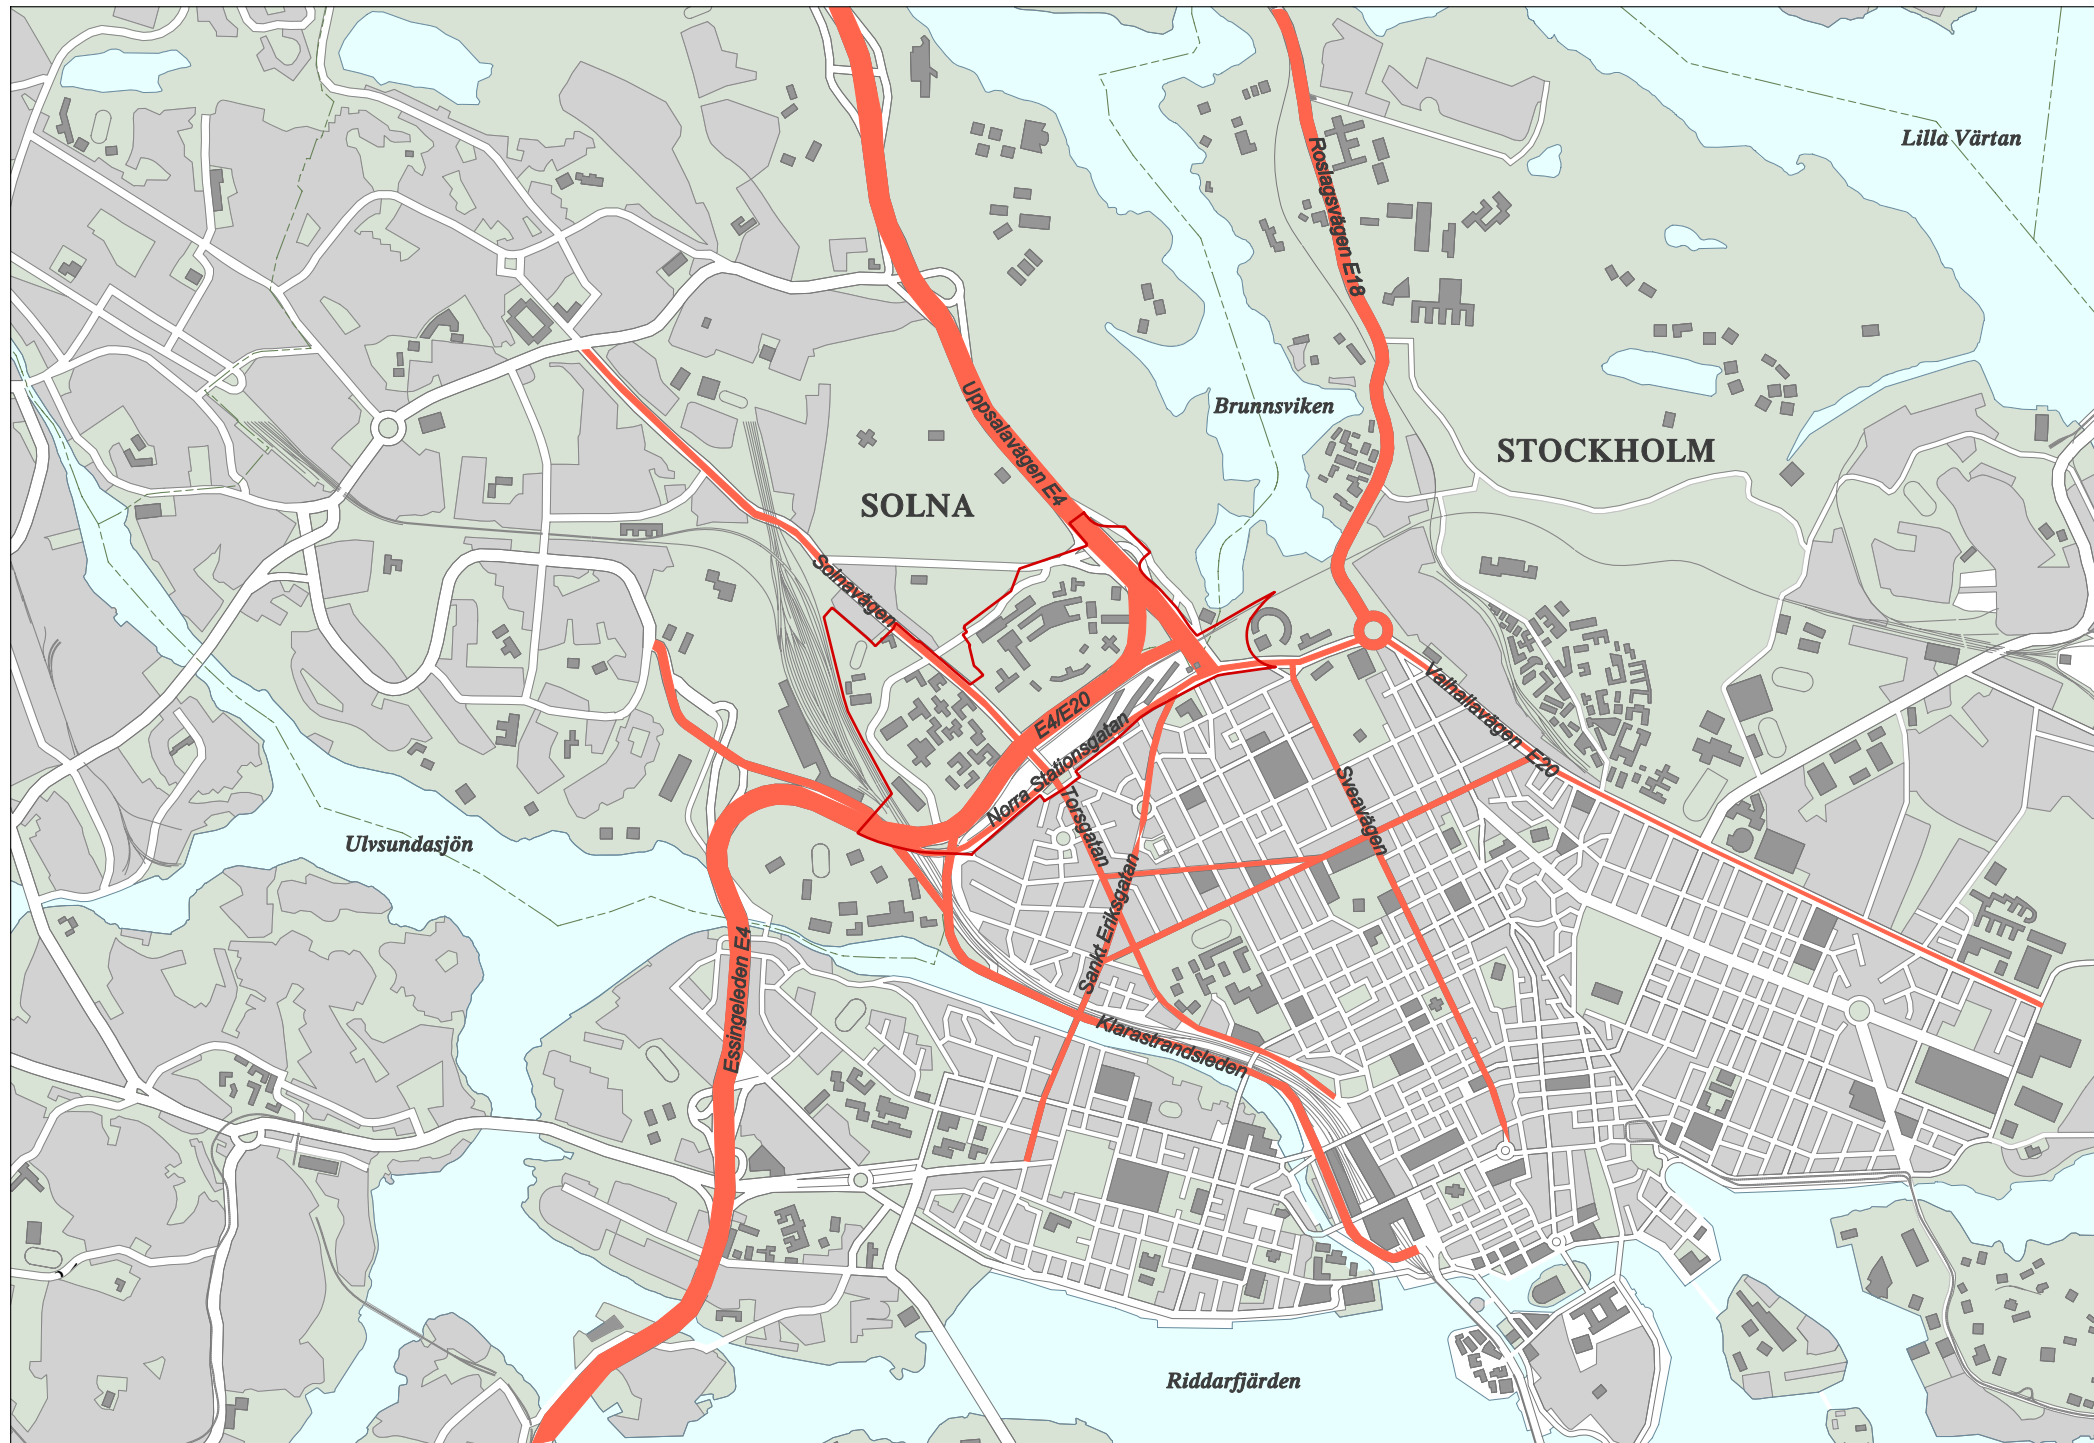 Lilla Värtan
Roslagsvägen E18
Brunnsviken
Uppsalavägen E4
STOCKHOLM
SOLNA
Solnavägen
E4/E20
Valhallavägen E20
Norra Stationsgatan
Sveavägen
Torsgatan
Ulvsundasjön
Sankt Eriksgatan
Essingeleden E4
Klarastrandsleden
Riddarfjärden